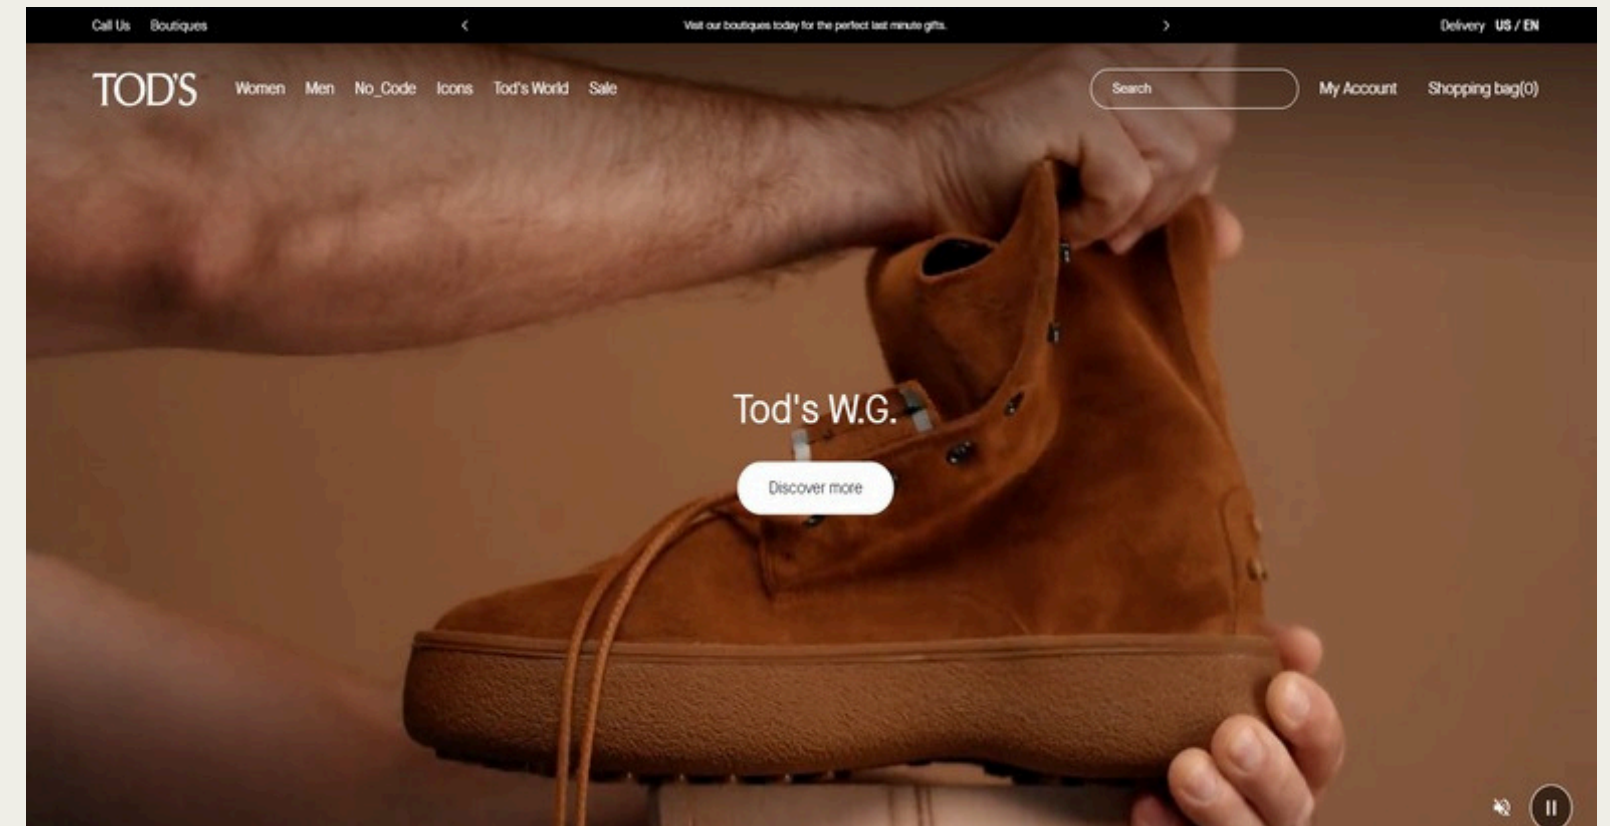 Call Us Boutiques Visit our boutiques today for the perfect last minute gifts. Delivery US / EN
TOD'S Women Men No_Code Icons Tod's World Sale Search My Account Shopping bag(0)
Tod's W.G.
Discover more